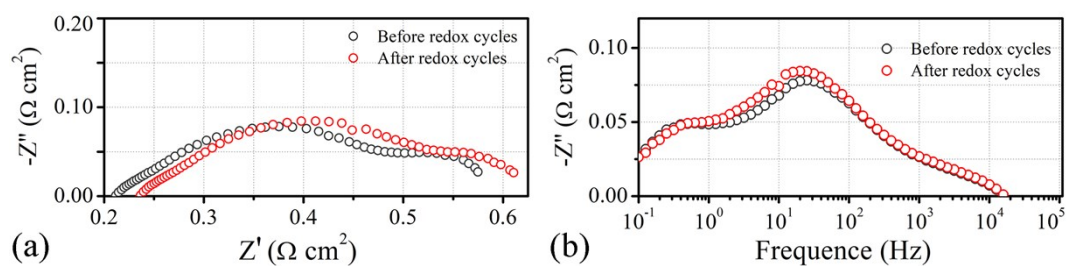 0.20
0.10
0.00
-Z" (Ω cm²)
Before redox cycles
After redox cycles
0.2 0.3 0.4 0.5 0.6
Z' (Ω cm²)
(a)
0.10
0.05
0.00
-Z" (Ω cm²)
Before redox cycles
After redox cycles
10⁻¹ 10⁰ 10¹ 10² 10³ 10⁴ 10⁵
Frequence (Hz)
(b)